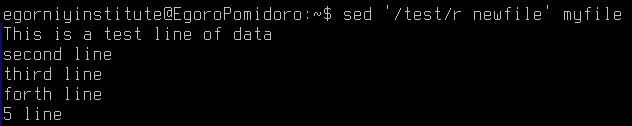 egorniyinstitute@EgoroPomidoro:~$ sed '/test/r newfile' myfile
This is a test line of data
second line
third line
forth line
5 line